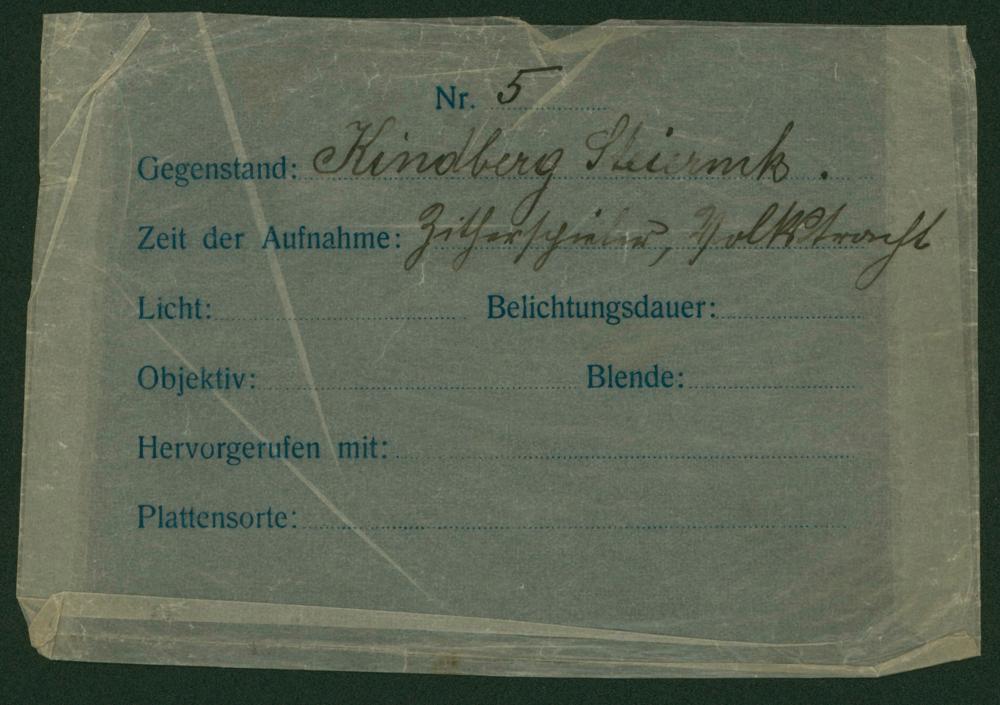 Nr. 5
Gegenstand: Kindberg Steiermk.
Zeit der Aufnahme: Zitherspieler, Volkstracht
Licht: Belichtungsdauer:
Objektiv: Blende:
Hervorgerufen mit:
Plattensorte: